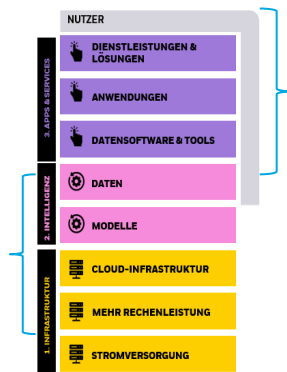 NUTZER
3. APPS & SERVICES
DIENSTLEISTUNGEN &
LÖSUNGEN
ANWENDUNGEN
DATENSOFTWARE & TOOLS
2. INTELLIGENZ
DATEN
MODELLE
1. INFRASTRUKTUR
CLOUD-INFRASTRUKTUR
MEHR RECHENLEISTUNG
STROMVERSORGUNG